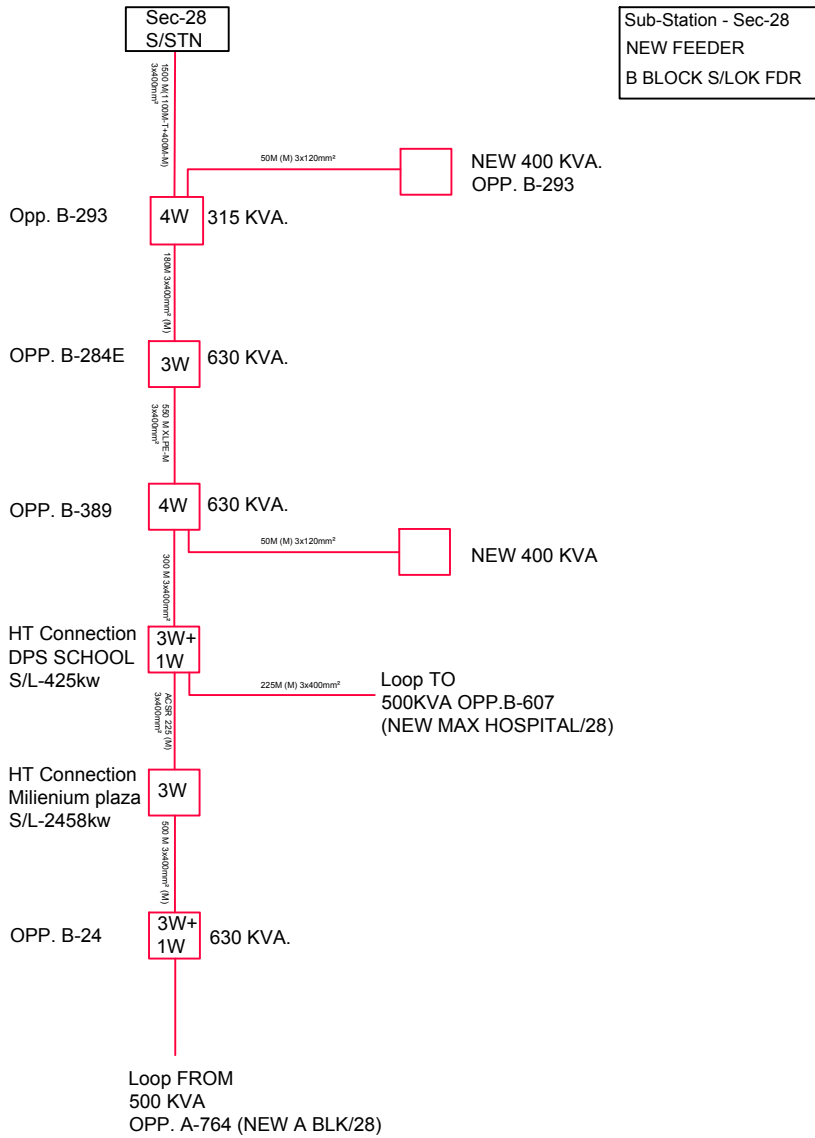 Sec-28
S/STN
Sub-Station - Sec-28
NEW FEEDER
B BLOCK S/LOK FDR
1500 M(1100M-T+400M-M)
3x400mm²
50M (M) 3x120mm²
NEW 400 KVA.
OPP. B-293
Opp. B-293
4W
315 KVA.
180M 3x400mm² (M)
OPP. B-284E
3W
630 KVA.
550 M XLPE-M
3x400mm²
OPP. B-389
4W
630 KVA.
50M (M) 3x120mm²
NEW 400 KVA
300 M 3x400mm²
HT Connection
DPS SCHOOL
S/L-425kw
3W+
1W
225M (M) 3x400mm²
Loop TO
500KVA OPP.B-607
(NEW MAX HOSPITAL/28)
ACSR 225 (M)
3x400mm²
HT Connection
Milienium plaza
S/L-2458kw
3W
500 M 3x400mm² (M)
OPP. B-24
3W+
1W
630 KVA.
Loop FROM
500 KVA
OPP. A-764 (NEW A BLK/28)